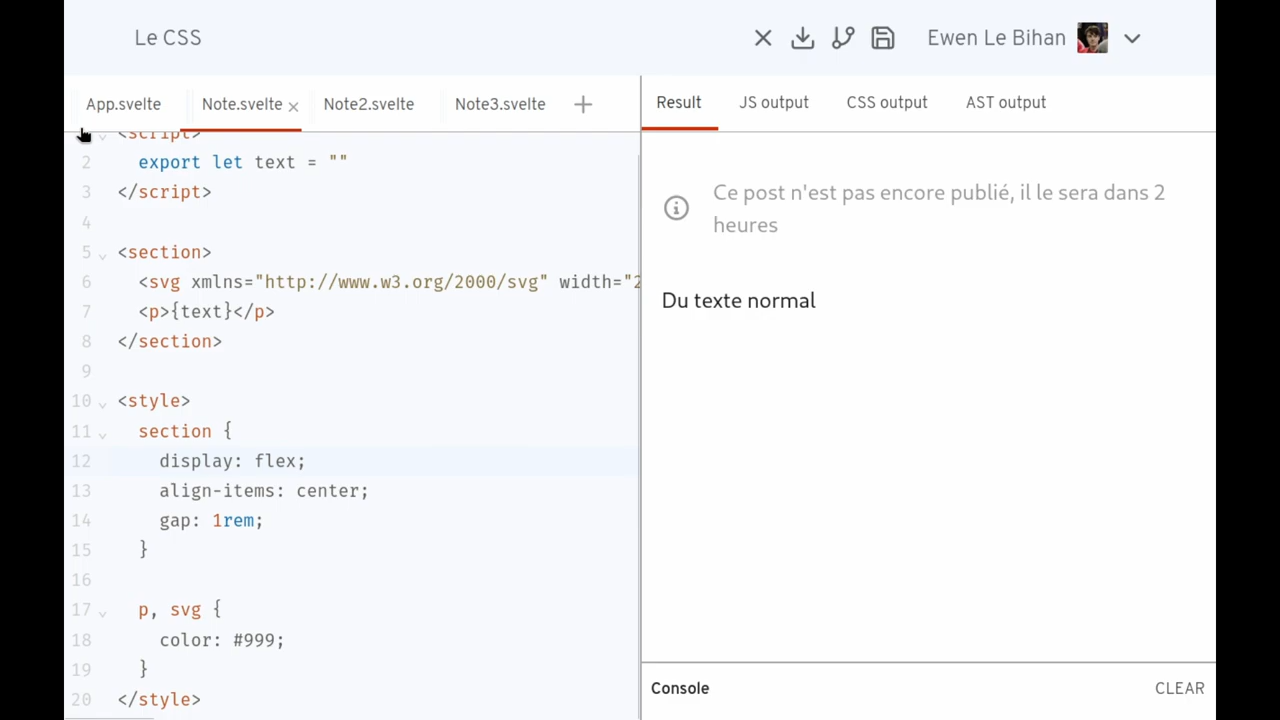 Le CSS
Ewen Le Bihan
App.svelte
Note.svelte
Note2.svelte
Note3.svelte
Result
JS output
CSS output
AST output
<script>
2 export let text = ""
3 </script>
4
5 <section>
6 <svg xmlns="http://www.w3.org/2000/svg" width="2
7 <p>{text}</p>
8 </section>
9
10 <style>
11 section {
12 display: flex;
13 align-items: center;
14 gap: 1rem;
15 }
16
17 p, svg {
18 color: #999;
19 }
20 </style>
Ce post n'est pas encore publié, il le sera dans 2
heures
Du texte normal
Console
CLEAR